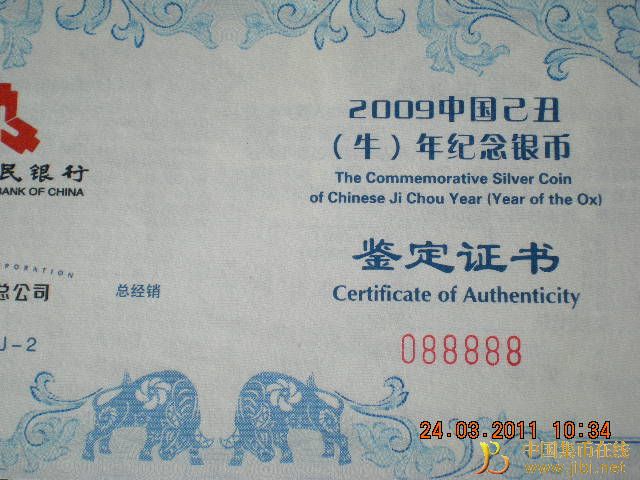 民银行
BANK OF CHINA
PORATION
总公司
总经销
J-2
2009中国己丑
（牛）年纪念银币
The Commemorative Silver Coin
of Chinese Ji Chou Year (Year of the Ox)
鉴定证书
Certificate of Authenticity
088888
24.03.2011 10:34
中国集币在线
www.jibi.net